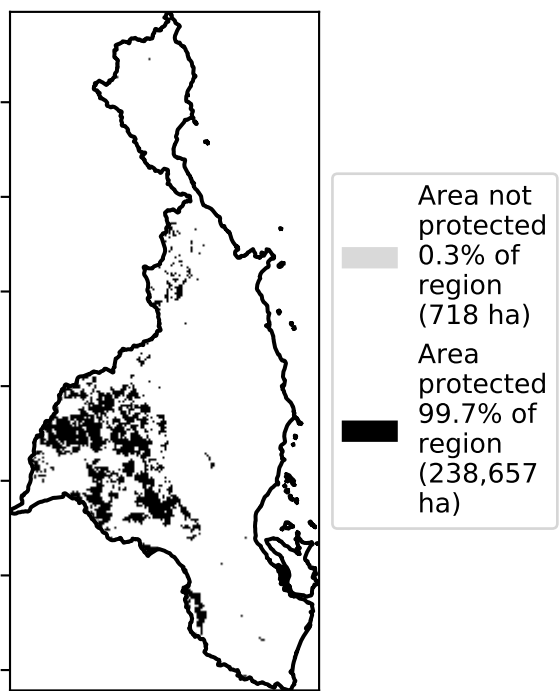 Area not
protected
0.3% of
region
(718 ha)
Area
protected
99.7% of
region
(238,657
ha)